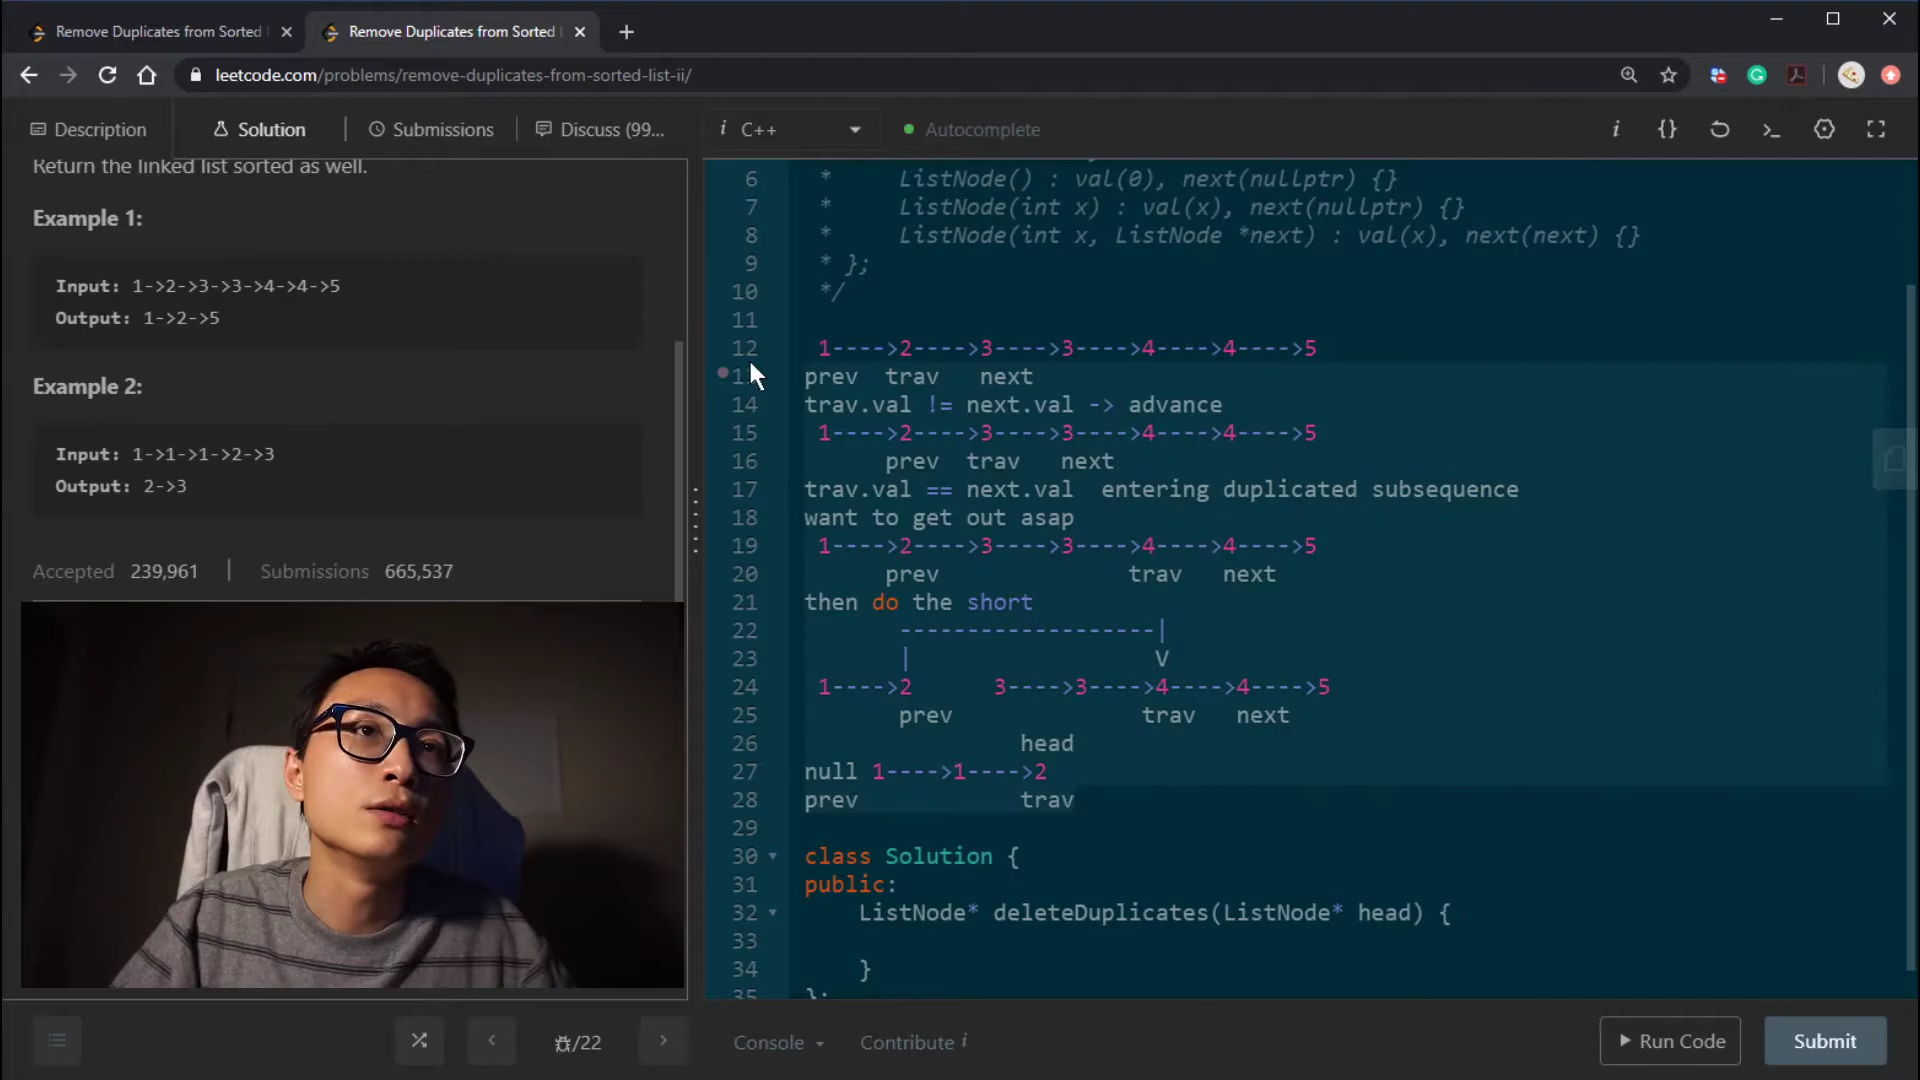 Remove Duplicates from Sorted
Remove Duplicates from Sorted
leetcode.com/problems/remove-duplicates-from-sorted-list-ii/
Description
Solution
Submissions
Discuss (99...
i C++
Autocomplete
Return the linked list sorted as well.
Example 1:
Input: 1->2->3->3->4->4->5
Output: 1->2->5
Example 2:
Input: 1->1->1->2->3
Output: 2->3
Accepted 239,961 | Submissions 665,537
6 * ListNode() : val(0), next(nullptr) {}
7 * ListNode(int x) : val(x), next(nullptr) {}
8 * ListNode(int x, ListNode *next) : val(x), next(next) {}
9 * };
10 */
11
12 1---->2---->3---->3---->4---->4---->5
prev trav next
14 trav.val != next.val -> advance
15 1---->2---->3---->3---->4---->4---->5
16 prev trav next
17 trav.val == next.val entering duplicated subsequence
18 want to get out asap
19 1---->2---->3---->3---->4---->4---->5
20 prev trav next
21 then do the short
22 -------------------|
23 | V
24 1---->2 3---->3---->4---->4---->5
25 prev trav next
26 head
27 null 1---->1---->2
28 prev trav
29
30 class Solution {
31 public:
32 ListNode* deleteDuplicates(ListNode* head) {
33
34 }
35 };
/22
Console
Contribute i
Run Code
Submit